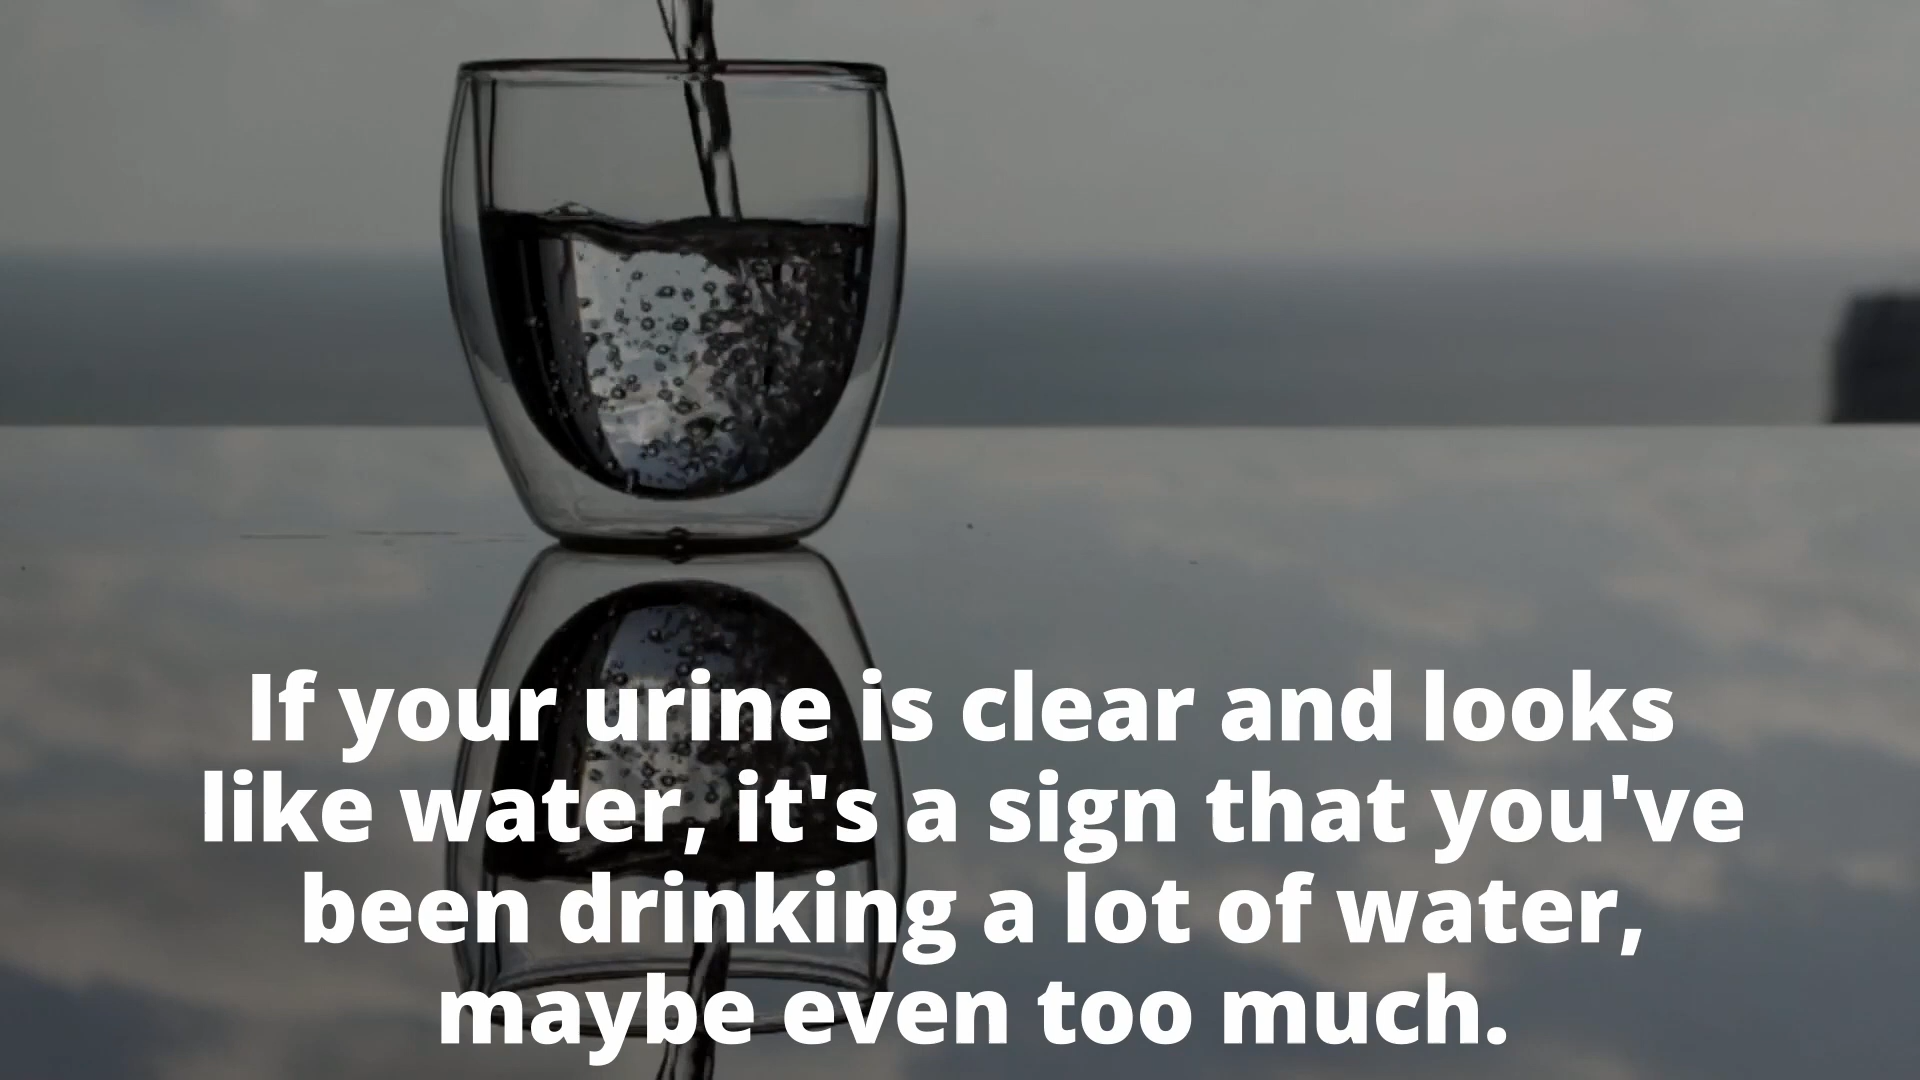 If your urine is clear and looks
like water, it's a sign that you've
been drinking a lot of water,
maybe even too much.